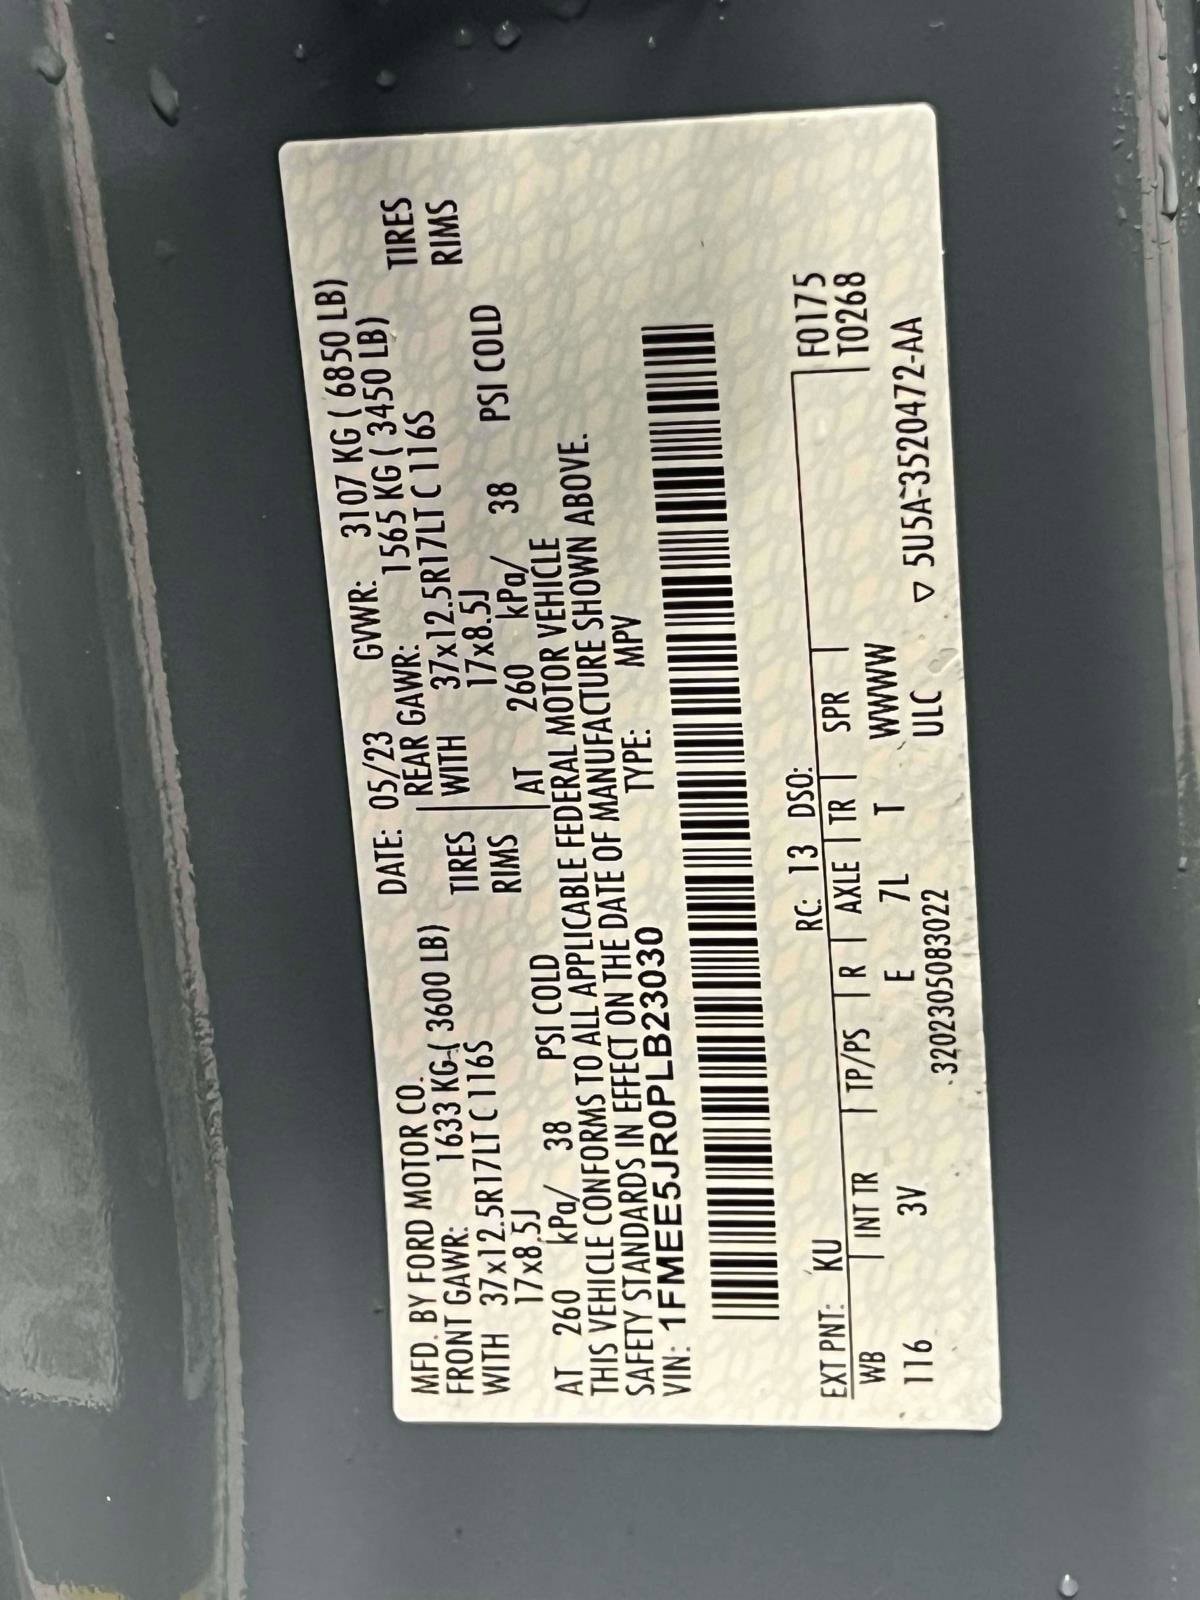 MFD. BY FORD MOTOR CO. DATE: 05/23 GVWR: 3107 KG ( 6850 LB)
FRONT GAWR: 1633 KG ( 3600 LB) REAR GAWR: 1565 KG ( 3450 LB)
WITH 37x12.5R17LT C 116S TIRES WITH 37x12.5R17LT C 116S TIRES
17x8.5J RIMS 17x8.5J RIMS
AT 260 kPa/ 38 PSI COLD AT 260 kPa/ 38 PSI COLD
THIS VEHICLE CONFORMS TO ALL APPLICABLE FEDERAL MOTOR VEHICLE
SAFETY STANDARDS IN EFFECT ON THE DATE OF MANUFACTURE SHOWN ABOVE.
VIN: 1FMEE5JR0PLB23030 TYPE: MPV
EXT PNT: KU RC: 13 DSO: F0175
WB INT TR TP/PS R AXLE TR SPR T0268
116 3V E 7L T WWWW
3202305083022 ULC ▽ 5U5A-3520472-AA